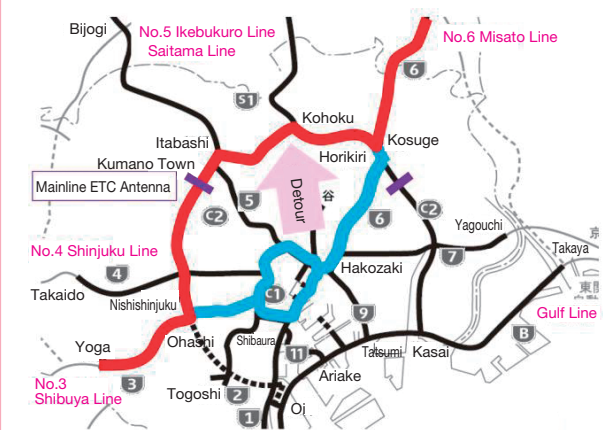 Bijogi
No.5 Ikebukuro Line
Saitama Line
No.6 Misato Line
6
S1
Kohoku
Itabashi
Kosuge
Horikiri
Kumano Town
Mainline ETC Antenna
Detour
谷
C2
5
6
C2
Yagouchi
京
Takaya
No.4 Shinjuku Line
7
4
Hakozaki
Takaido
C1
東関
Nishishinjuku
9
Gulf Line
B
Ohashi
Shibaura
Yoga
11
Tatsumi
Kasai
3
Ariake
No.3
Shibuya Line
Togoshi
2
1
Oi